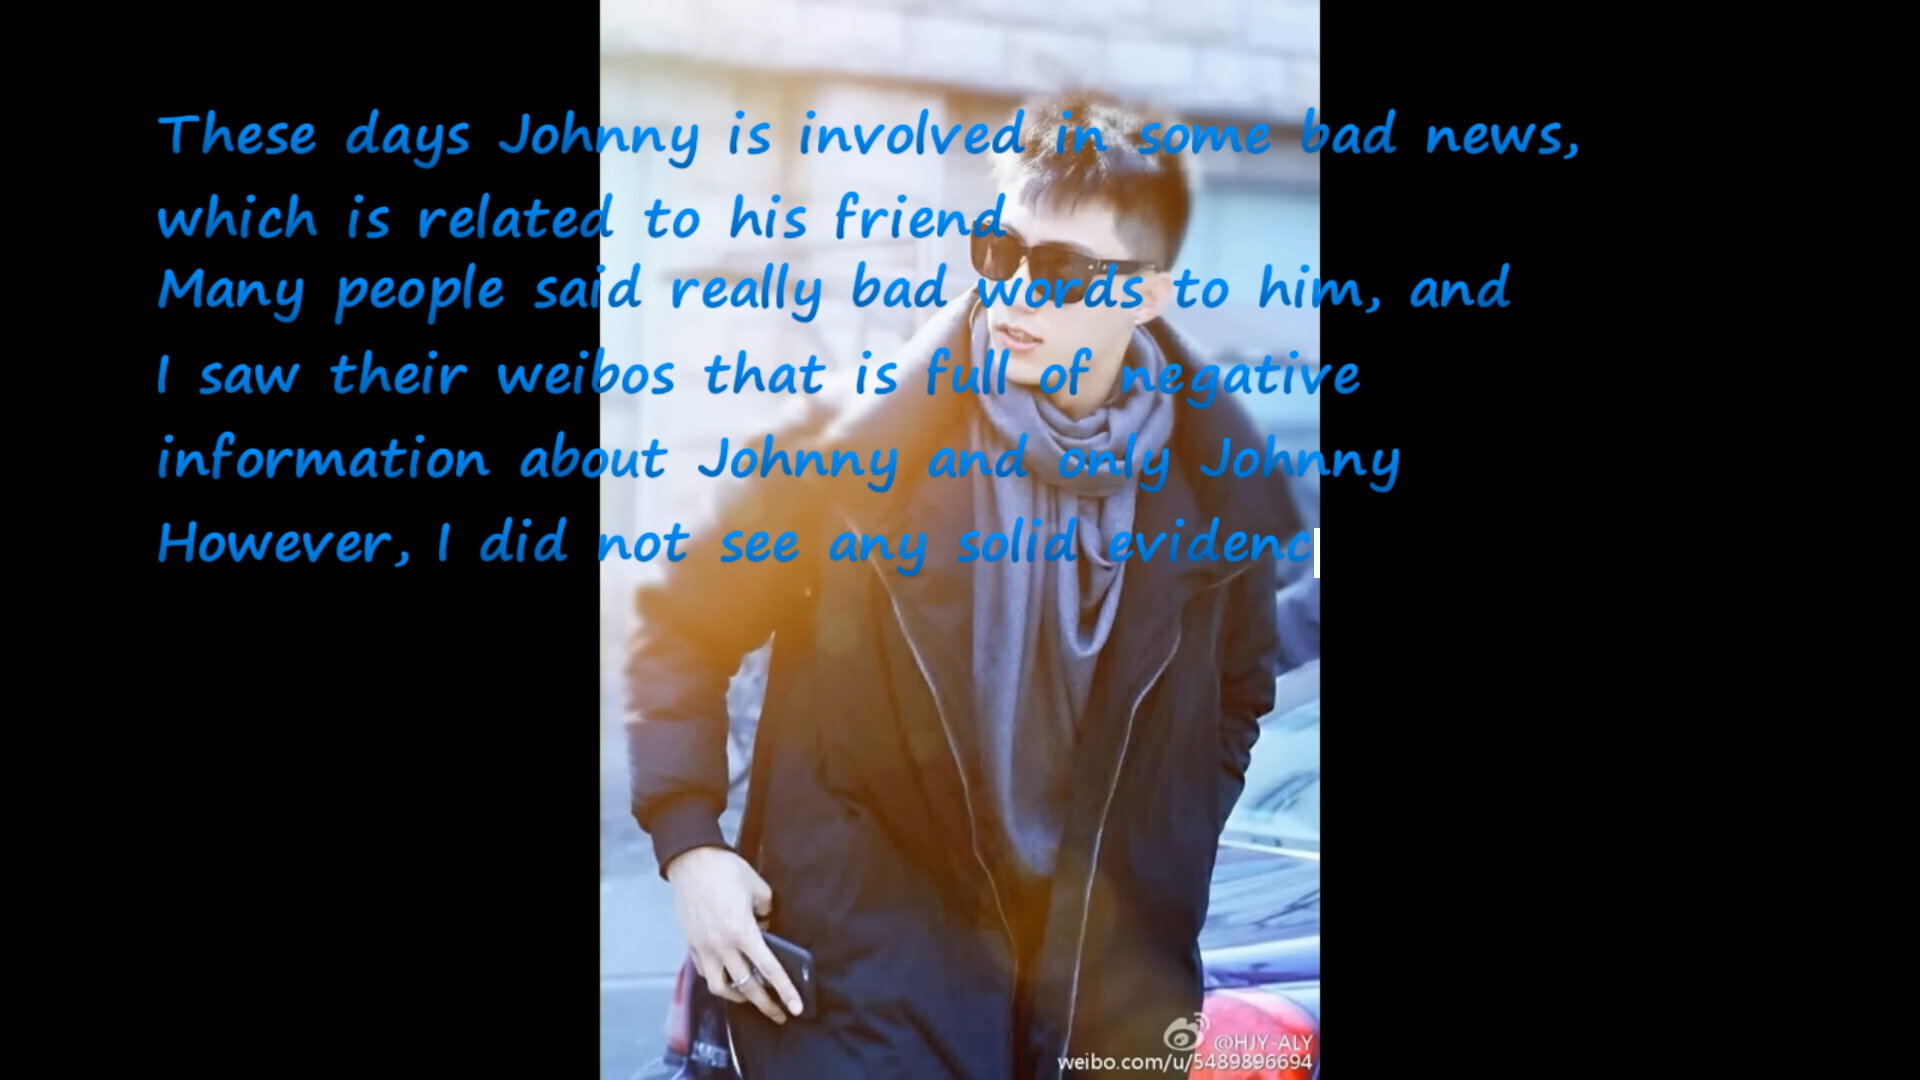 These days Johnny is involved in some bad news,
which is related to his friend
Many people said really bad words to him, and
I saw their weibos that is full of negative
information about Johnny and only Johnny
However, I did not see any solid evidenc
@HJY-ALY
weibo.com/u/5489896694